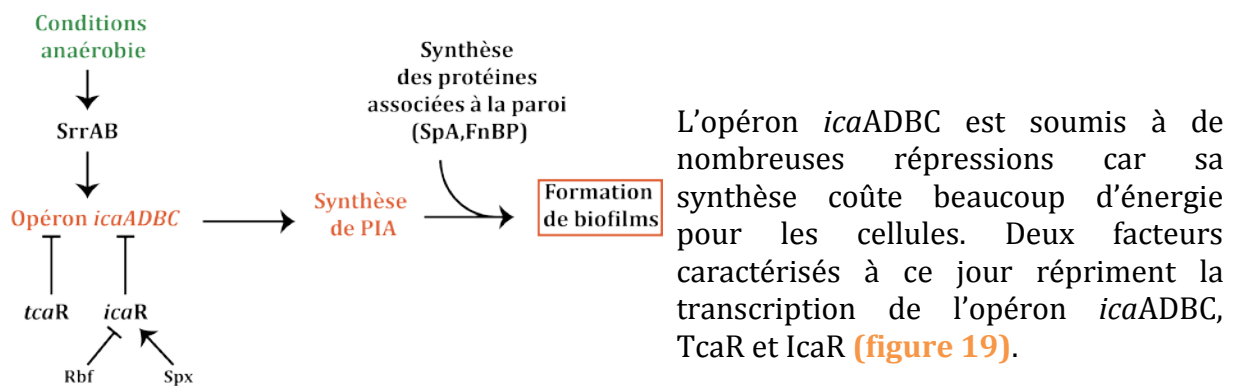 Conditions
anaérobie
SrrAB
Opéron icaADBC
tcaR
icaR
Rbf
Spx
Synthèse
de PIA
Synthèse
des protéines
associées à la paroi
(SpA,FnBP)
Formation
de biofilms
L'opéron icaADBC est soumis à de
nombreuses répressions car sa
synthèse coûte beaucoup d'énergie
pour les cellules. Deux facteurs
caractérisés à ce jour répriment la
transcription de l'opéron icaADBC,
TcaR et IcaR (figure 19).